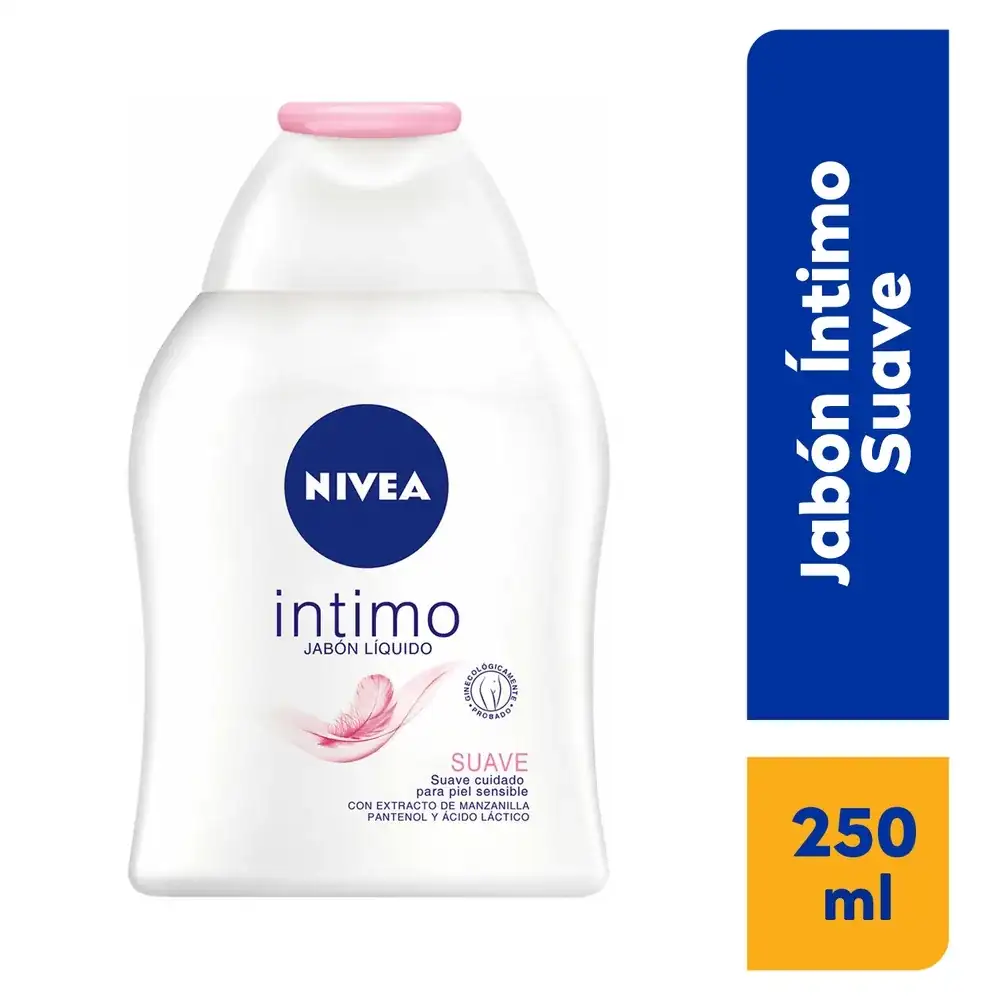 NIVEA
intimo
JABÓN LÍQUIDO
GINECOLÓGICAMENTE
PROBADO
SUAVE
Suave cuidado
para piel sensible
CON EXTRACTO DE MANZANILLA
PANTENOL Y ÁCIDO LÁCTICO
Jabón Íntimo
Suave
250
ml